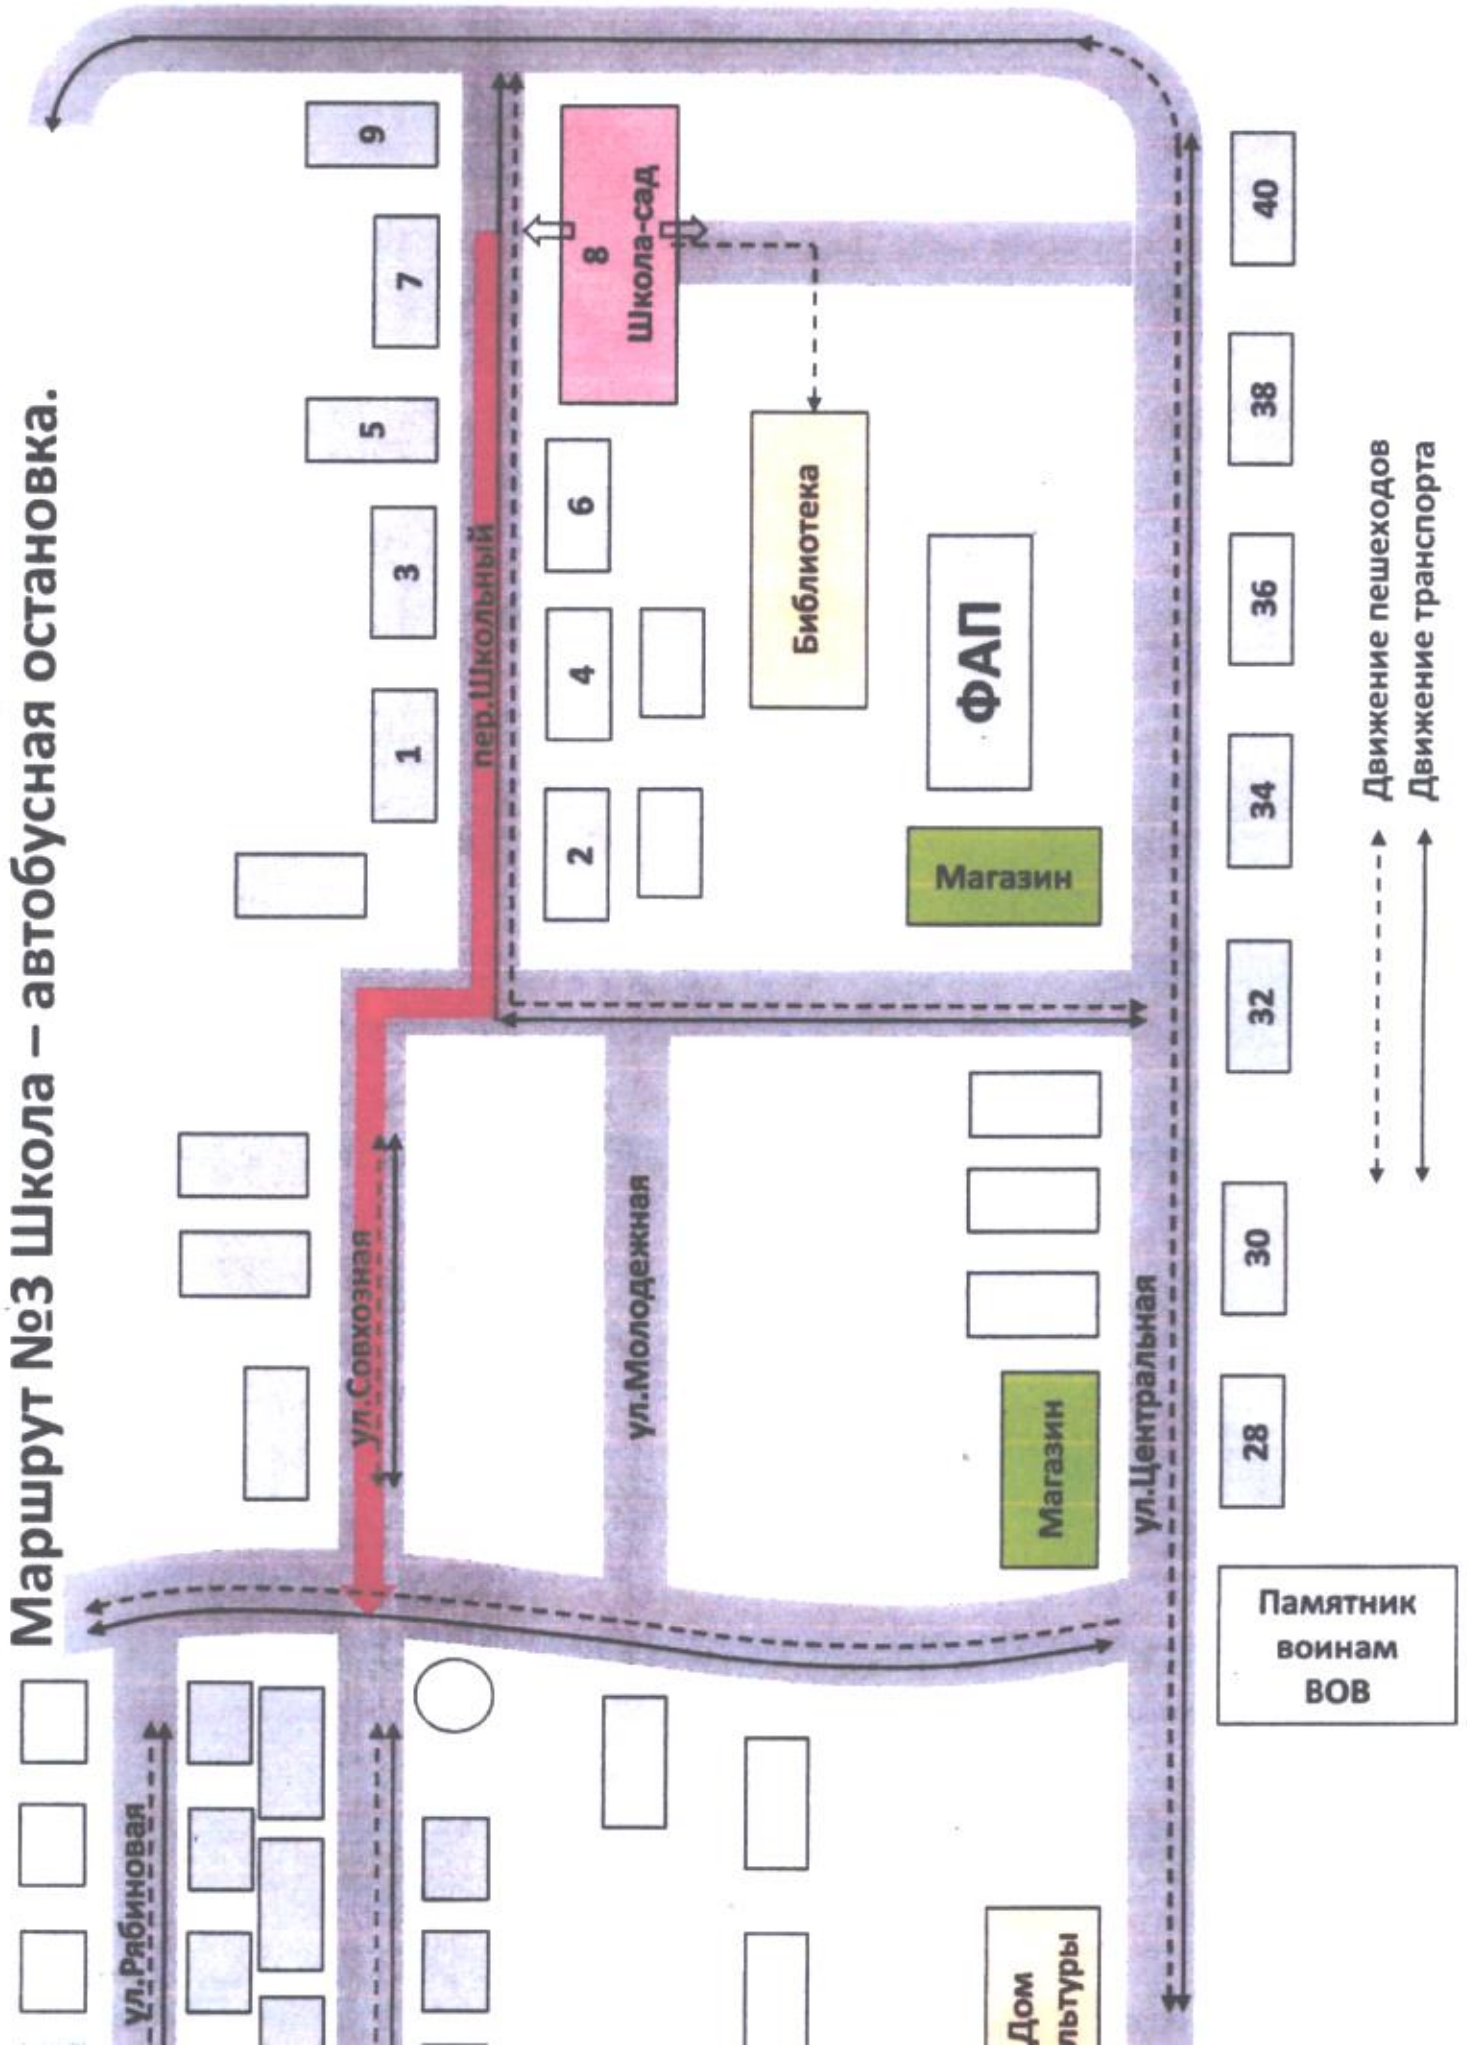 Маршрут №3 Школа – автобусная остановка.
9
7
5
3
1
пер.Школьный
8
Школа-сад
6
4
2
Библиотека
ФАП
Магазин
40
38
36
34
32
30
28
ул.Совхозная
ул.Молодежная
ул.Центральная
Магазин
Памятник
воинам
ВОВ
ул.Рябиновая
Дом
льтуры
Движение пешеходов
Движение транспорта